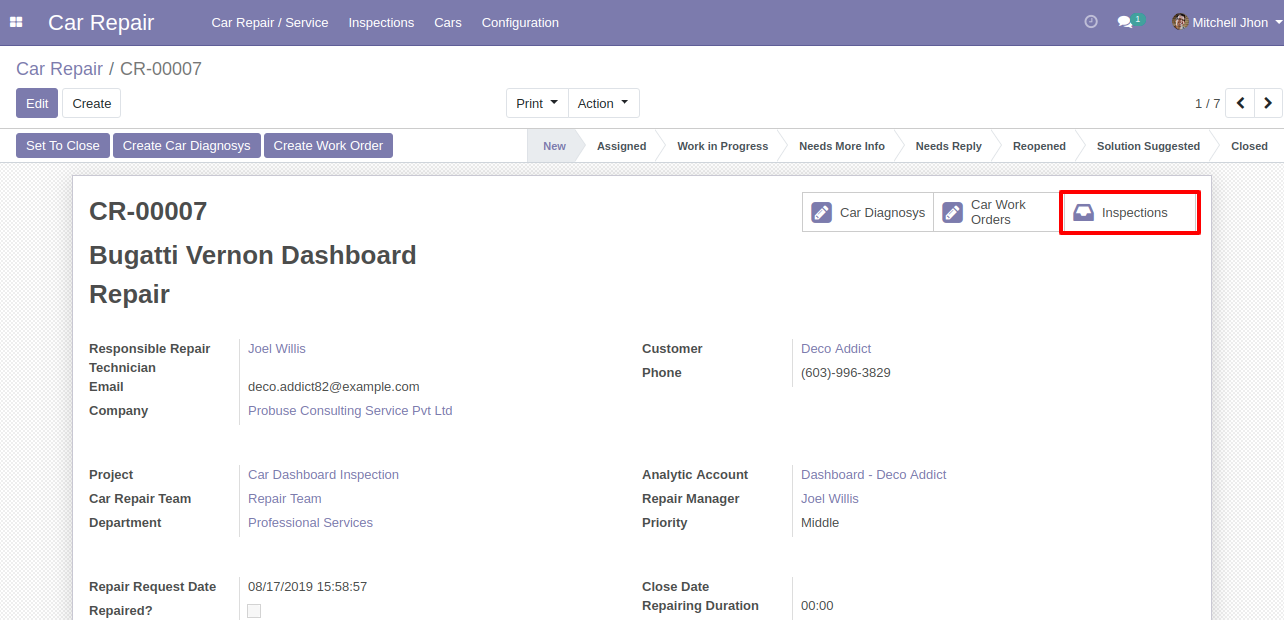 Car Repair
Car Repair / Service Inspections Cars Configuration
1
Mitchell Jhon
Car Repair / CR-00007
Edit Create
Print Action
1 / 7
Set To Close Create Car Diagnosys Create Work Order
New Assigned Work in Progress Needs More Info Needs Reply Reopened Solution Suggested Closed
CR-00007
Car Diagnosys
Car Work
Orders
Inspections
Bugatti Vernon Dashboard
Repair
Responsible Repair Joel Willis
Technician
Email deco.addict82@example.com
Company Probuse Consulting Service Pvt Ltd
Customer Deco Addict
Phone (603)-996-3829
Project Car Dashboard Inspection
Car Repair Team Repair Team
Department Professional Services
Analytic Account Dashboard - Deco Addict
Repair Manager Joel Willis
Priority Middle
Repair Request Date 08/17/2019 15:58:57
Repaired?
Close Date
Repairing Duration 00:00